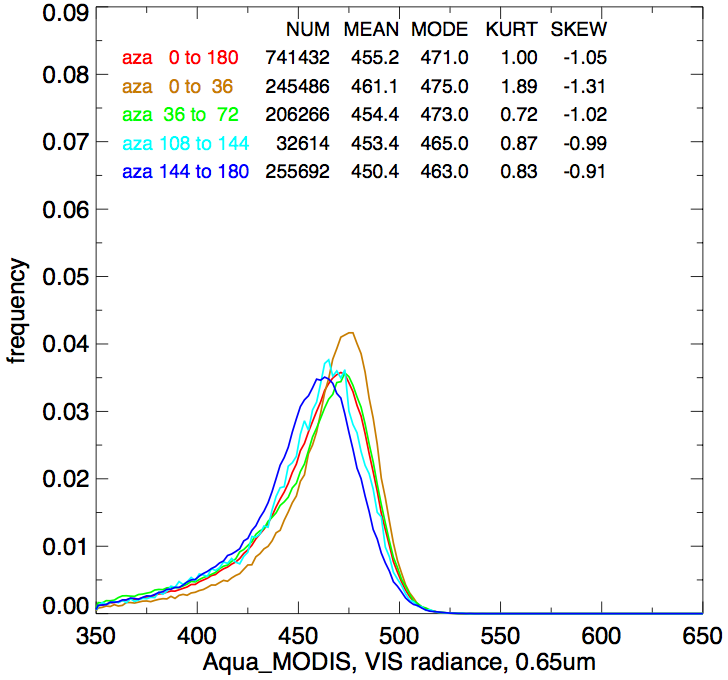 NUM MEAN MODE KURT SKEW
aza 0 to 180 741432 455.2 471.0 1.00 -1.05
aza 0 to 36 245486 461.1 475.0 1.89 -1.31
aza 36 to 72 206266 454.4 473.0 0.72 -1.02
aza 108 to 144 32614 453.4 465.0 0.87 -0.99
aza 144 to 180 255692 450.4 463.0 0.83 -0.91
0.09
0.08
0.07
0.06
0.05
0.04
0.03
0.02
0.01
0.00
frequency
350 400 450 500 550 600 650
Aqua_MODIS, VIS radiance, 0.65um